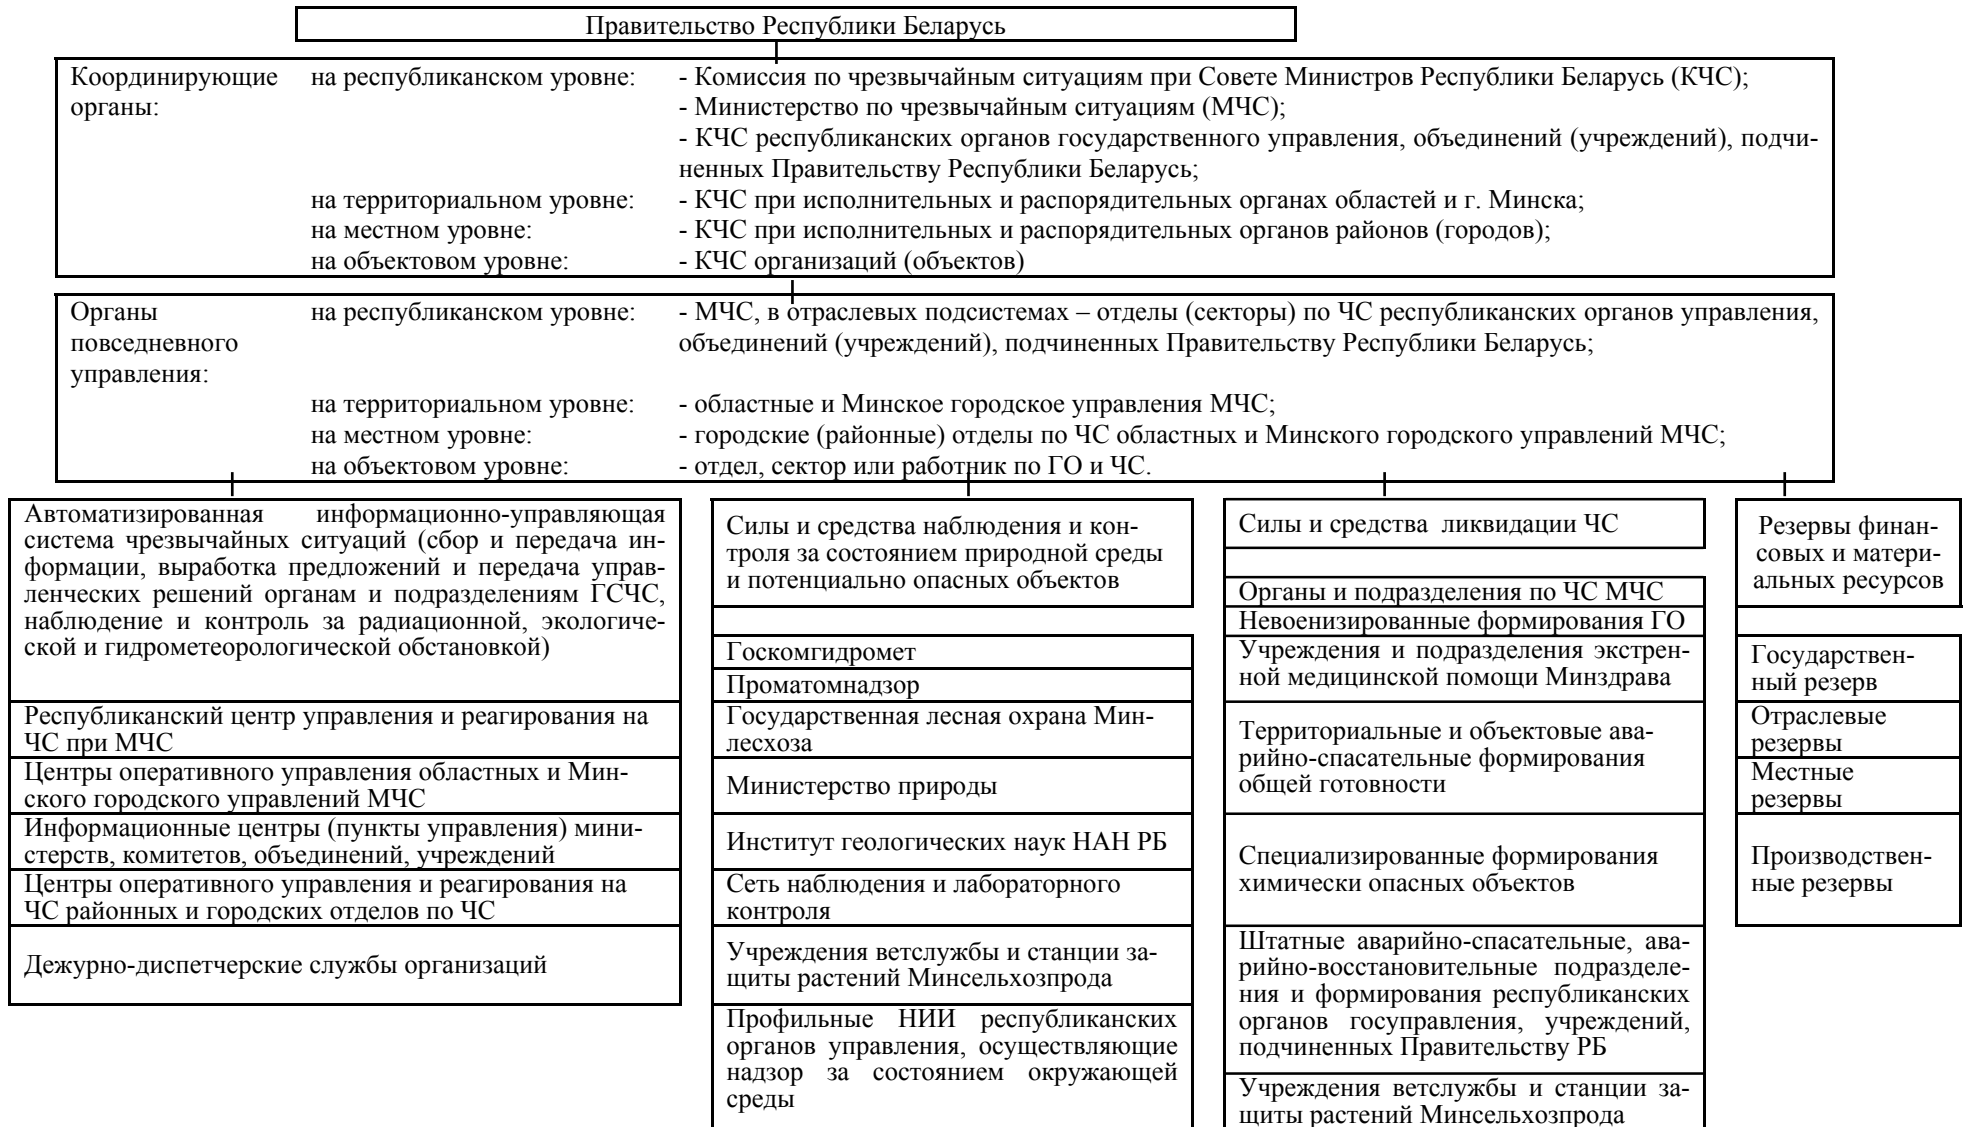 Правительство Республики Беларусь
Координирующие органы:
на республиканском уровне:
- Комиссия по чрезвычайным ситуациям при Совете Министров Республики Беларусь (КЧС);
- Министерство по чрезвычайным ситуациям (МЧС);
- КЧС республиканских органов государственного управления, объединений (учреждений), подчи-
ненных Правительству Республики Беларусь;
на территориальном уровне: - КЧС при исполнительных и распорядительных органах областей и г. Минска;
на местном уровне: - КЧС при исполнительных и распорядительных органов районов (городов);
на объектовом уровне: - КЧС организаций (объектов)
Органы
повседневного
управления:
на республиканском уровне:
- МЧС, в отраслевых подсистемах – отделы (секторы) по ЧС республиканских органов управления,
объединений (учреждений), подчиненных Правительству Республики Беларусь;
на территориальном уровне: - областные и Минское городское управления МЧС;
на местном уровне: - городские (районные) отделы по ЧС областных и Минского городского управлений МЧС;
на объектовом уровне: - отдел, сектор или работник по ГО и ЧС.
Автоматизированная информационно-управляющая
система чрезвычайных ситуаций (сбор и передача ин-
формации, выработка предложений и передача управ-
ленческих решений органам и подразделениям ГСЧС,
наблюдение и контроль за радиационной, экологиче-
ской и гидрометеорологической обстановкой)
Республиканский центр управления и реагирования на
ЧС при МЧС
Центры оперативного управления областных и Мин-
ского городского управлений МЧС
Информационные центры (пункты управления) мини-
стерств, комитетов, объединений, учреждений
Центры оперативного управления и реагирования на
ЧС районных и городских отделов по ЧС
Дежурно-диспетчерские службы организаций
Силы и средства наблюдения и кон-
троля за состоянием природной среды
и потенциально опасных объектов
Госкомгидромет
Проматомнадзор
Государственная лесная охрана Мин-
лесхоза
Министерство природы
Институт геологических наук НАН РБ
Сеть наблюдения и лабораторного
контроля
Учреждения ветслужбы и станции за-
щиты растений Минсельхозпрода
Профильные НИИ республиканских
органов управления, осуществляющие
надзор за состоянием окружающей
среды
Силы и средства ликвидации ЧС
Органы и подразделения по ЧС МЧС
Невоенизированные формирования ГО
Учреждения и подразделения экстрен-
ной медицинской помощи Минздрава
Территориальные и объектовые ава-
рийно-спасательные формирования
общей готовности
Специализированные формирования
химически опасных объектов
Штатные аварийно-спасательные, ава-
рийно-восстановительные подразделе-
ния и формирования республиканских
органов госуправления, учреждений,
подчиненных Правительству РБ
Учреждения ветслужбы и станции за-
щиты растений Минсельхозпрода
Резервы финан-
совых и матери-
альных ресурсов
Государствен-
ный резерв
Отраслевые
резервы
Местные
резервы
Производствен-
ные резервы